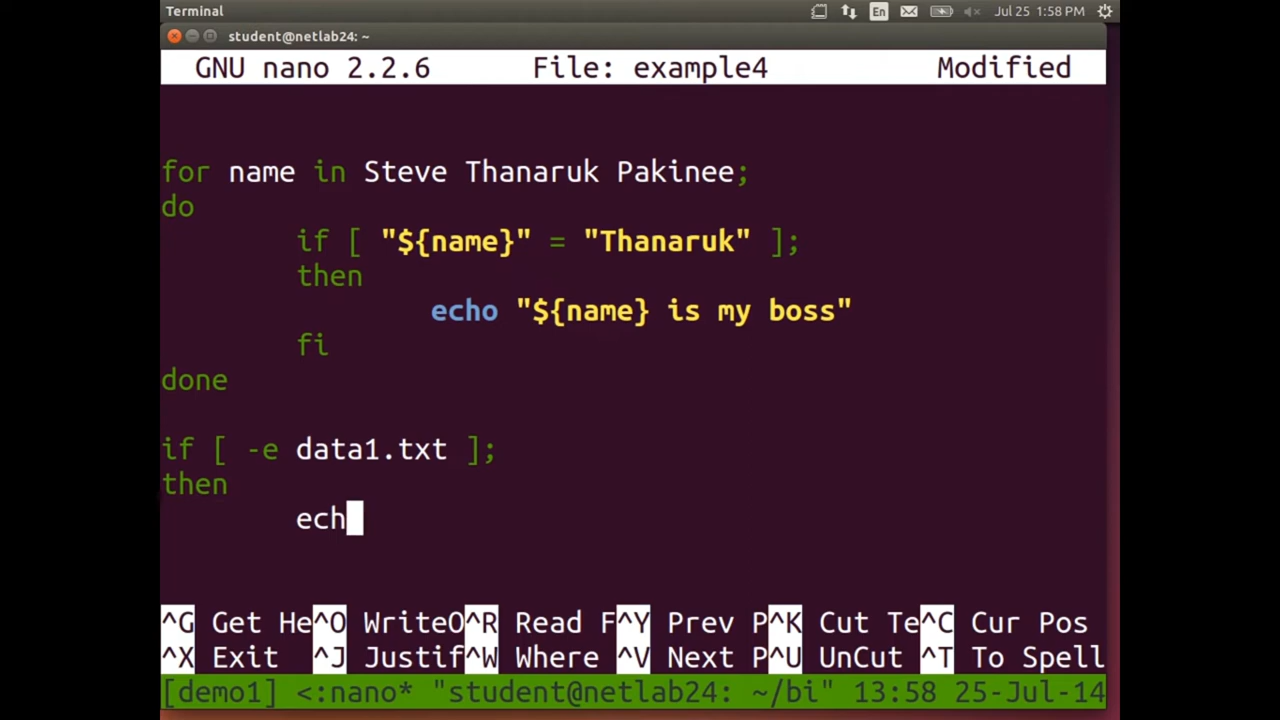 Terminal
En
Jul 25 1:58 PM
student@netlab24: ~
GNU nano 2.2.6 File: example4 Modified
for name in Steve Thanaruk Pakinee;
do
if [ "${name}" = "Thanaruk" ];
then
echo "${name} is my boss"
fi
done
if [ -e data1.txt ];
then
ech
^G Get He^O WriteO^R Read F^Y Prev P^K Cut Te^C Cur Pos
^X Exit ^J Justif^W Where ^V Next P^U UnCut ^T To Spell
[demo1] <:nano* "student@netlab24: ~/bi" 13:58 25-Jul-14